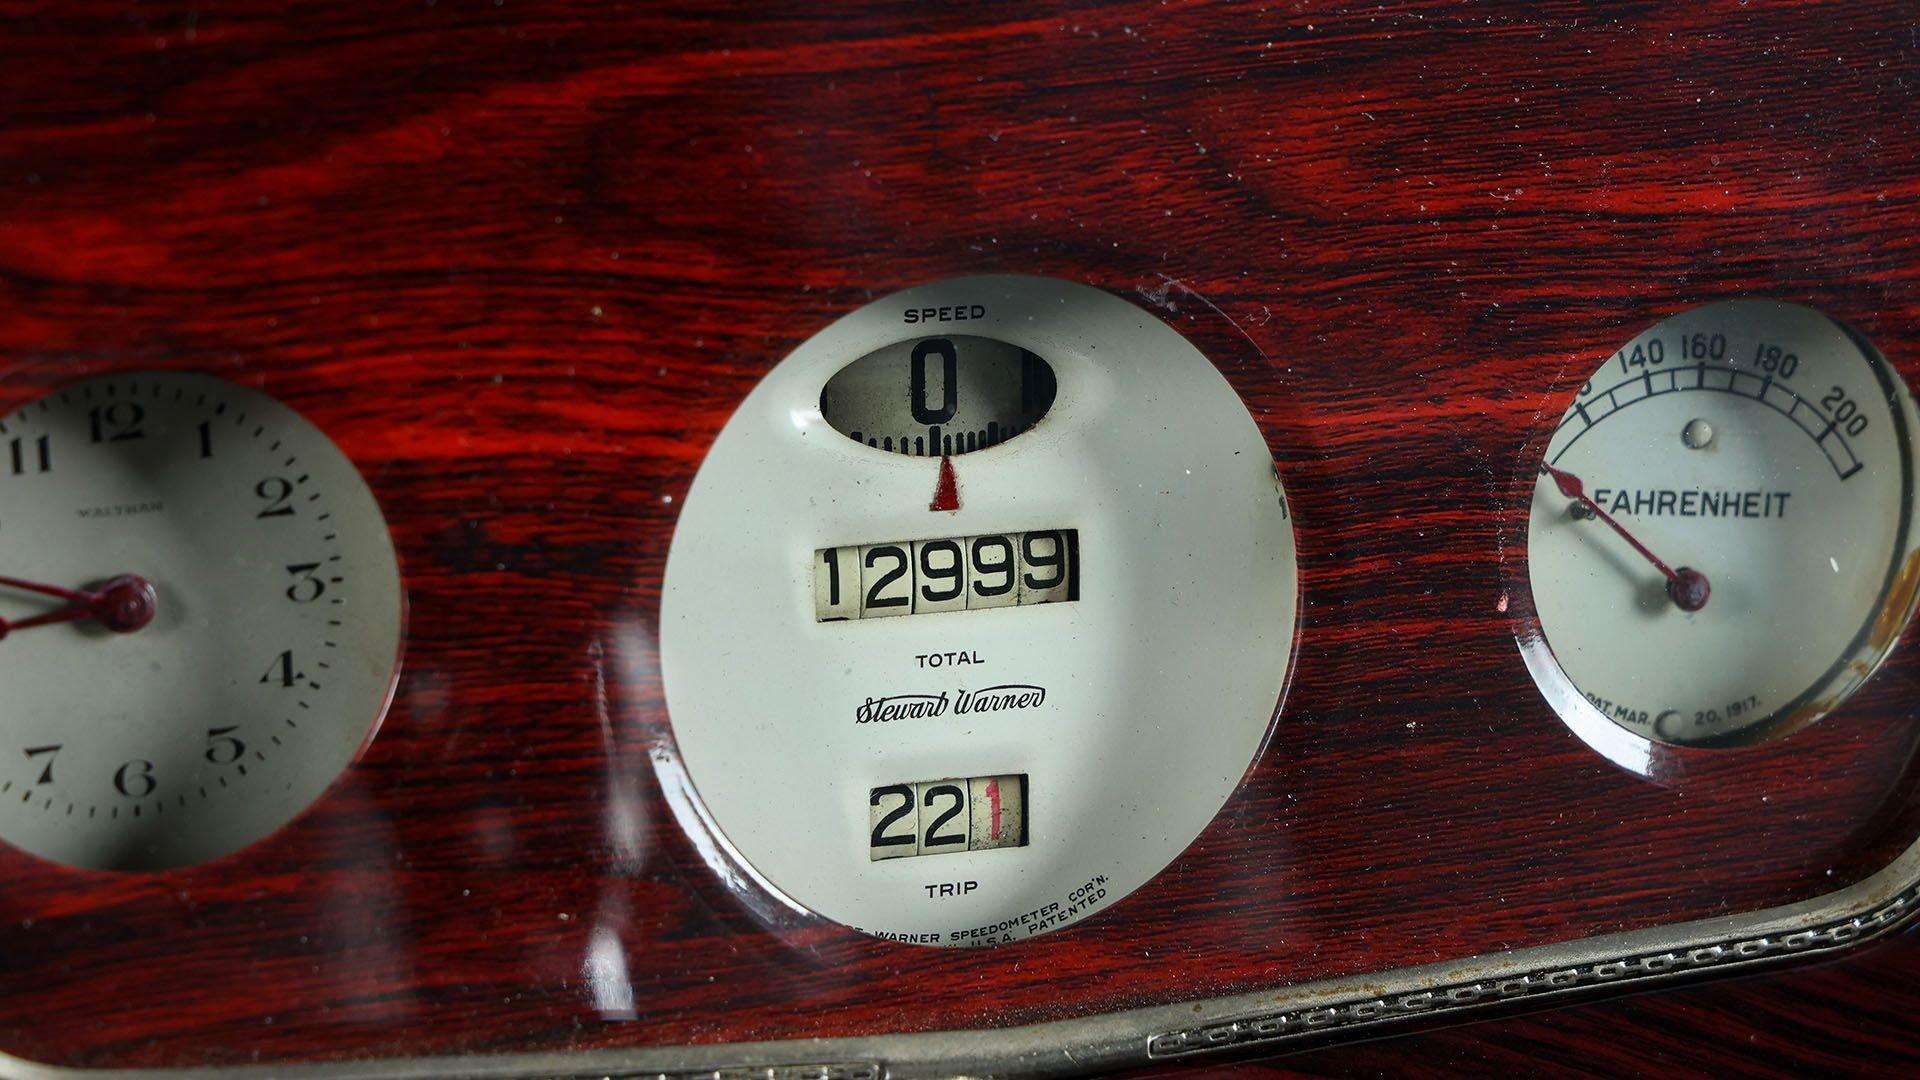 12
11
1
2
3
4
5
6
7
WALTHAM
SPEED
0
12999
TOTAL
Stewart Warner
221
TRIP
WARNER SPEEDOMETER COR'N.
U.S.A. PATENTED
140 160 180 200
FAHRENHEIT
PAT. MAR. 20, 1917.